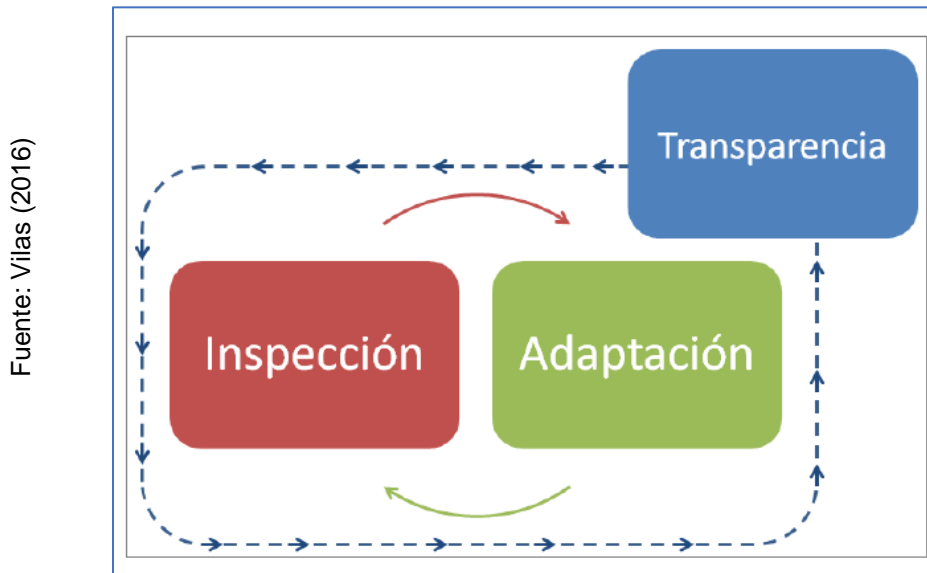 Fuente: Vilas (2016)
Transparencia
Inspección
Adaptación